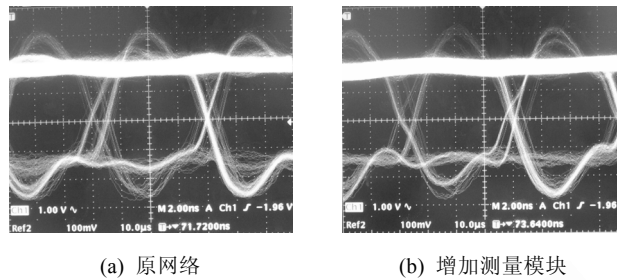 Ch1 1.00 V ∿ M 2.00ns A Ch1 ∫ -1.96 V
Ref2 100mV 10.0µs T→▼ 71.7200ns
Ch1 1.00 V ∿ M 2.00ns A Ch1 ∫ -1.96
Ref2 100mV 10.0µs T→▼ 73.6400ns
(a) 原网络
(b) 增加测量模块